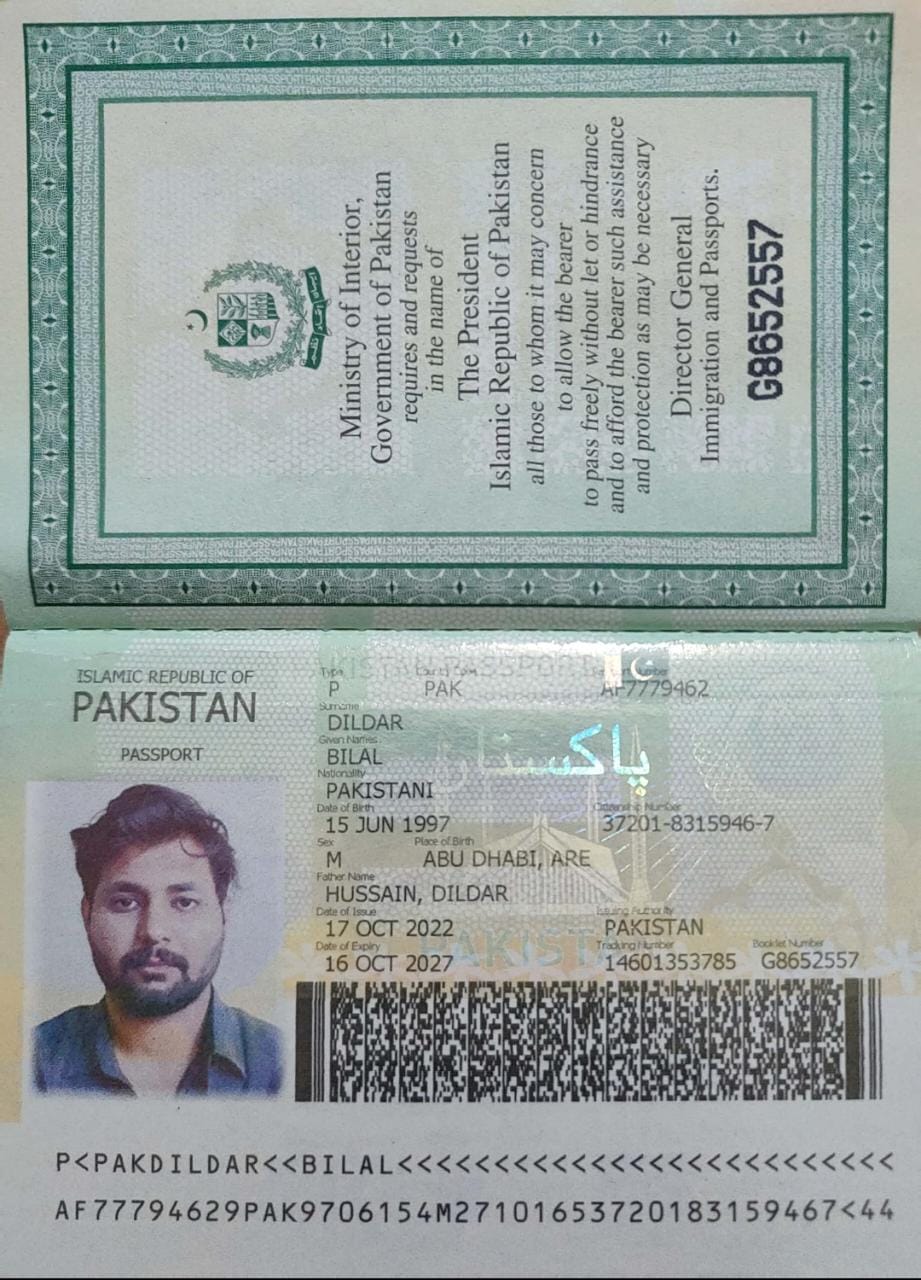 Ministry of Interior,
Government of Pakistan
requires and requests
in the name of
The President
Islamic Republic of Pakistan
all those to whom it may concern
to allow the bearer
to pass freely without let or hindrance
and to afford the bearer such assistance
and protection as may be necessary
Director General
Immigration and Passports.
G8652557
ISLAMIC REPUBLIC OF
PAKISTAN
PASSPORT
Type Country Code
P PAK AF7779462
Surname
DILDAR
Given Names
BILAL
پاکستان
Nationality
PAKISTANI
Date of Birth Citizenship Number
15 JUN 1997 37201-8315946-7
Sex Place of Birth
M ABU DHABI, ARE
Father Name
HUSSAIN, DILDAR
Date of Issue Issuing Authority
17 OCT 2022 PAKISTAN
Date of Expiry Tracking Number Booklet Number
16 OCT 2027 14601353785 G8652557
P<PAKDILDAR<<BILAL<<<<<<<<<<<<<<<<<<<<<<<<<<
AF77794629PAK9706154M27101653720183159467<44